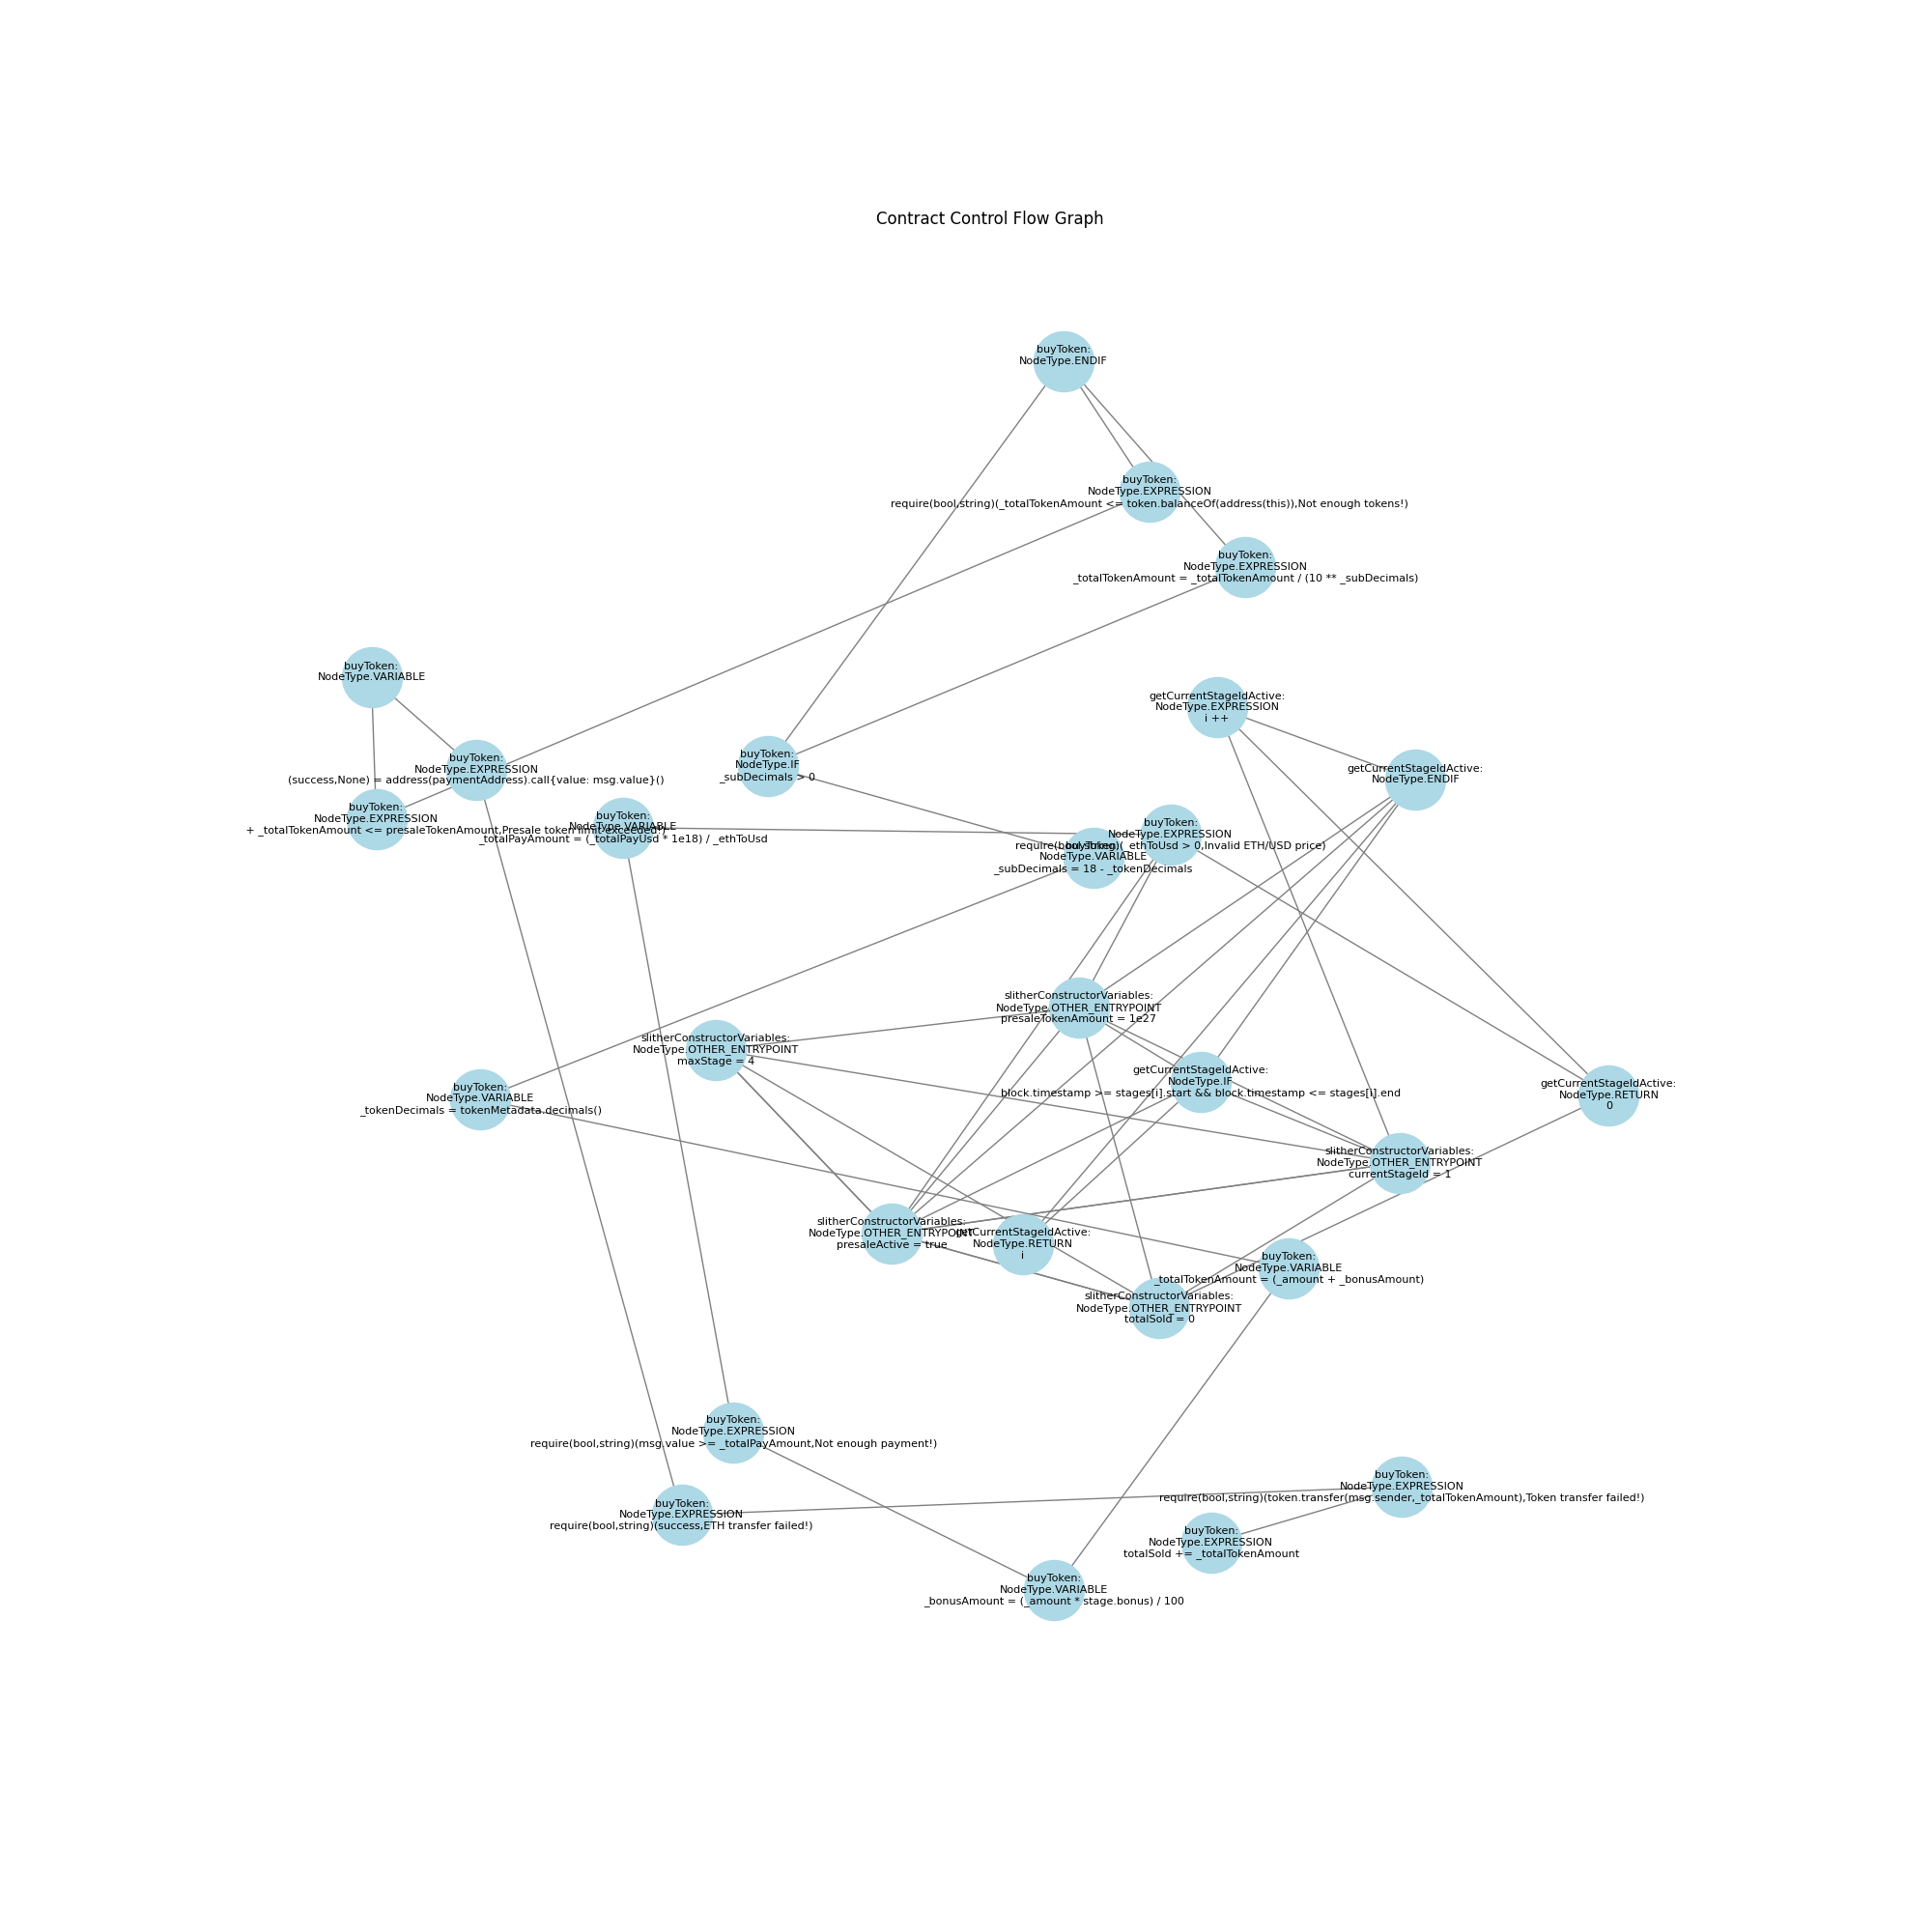 Contract Control Flow Graph
buyToken:
NodeType.ENDIF
buyToken:
NodeType.EXPRESSION
require(bool,string)(_totalTokenAmount <= token.balanceOf(address(this)),Not enough tokens!)
buyToken:
NodeType.EXPRESSION
_totalTokenAmount = _totalTokenAmount / (10 ** _subDecimals)
buyToken:
NodeType.VARIABLE
getCurrentStageIdActive:
NodeType.EXPRESSION
i ++
buyToken:
NodeType.EXPRESSION
(success,None) = address(paymentAddress).call{value: msg.value}()
buyToken:
NodeType.IF
_subDecimals > 0
getCurrentStageIdActive:
NodeType.ENDIF
buyToken:
NodeType.EXPRESSION
+ _totalTokenAmount <= presaleTokenAmount,Presale token limit exceeded!)
buyToken:
NodeType.VARIABLE
_totalPayAmount = (_totalPayUsd * 1e18) / _ethToUsd
buyToken:
NodeType.EXPRESSION
require(bool,string)(_ethToUsd > 0,Invalid ETH/USD price)
buyToken:
NodeType.VARIABLE
_subDecimals = 18 - _tokenDecimals
slitherConstructorVariables:
NodeType.OTHER_ENTRYPOINT
presaleTokenAmount = 1e27
slitherConstructorVariables:
NodeType.OTHER_ENTRYPOINT
maxStage = 4
getCurrentStageIdActive:
NodeType.IF
block.timestamp >= stages[i].start && block.timestamp <= stages[i].end
buyToken:
NodeType.VARIABLE
_tokenDecimals = tokenMetadata.decimals()
getCurrentStageIdActive:
NodeType.RETURN
0
slitherConstructorVariables:
NodeType.OTHER_ENTRYPOINT
currentStageId = 1
slitherConstructorVariables:
NodeType.OTHER_ENTRYPOINT
presaleActive = true
getCurrentStageIdActive:
NodeType.RETURN
i
buyToken:
NodeType.VARIABLE
_totalTokenAmount = (_amount + _bonusAmount)
slitherConstructorVariables:
NodeType.OTHER_ENTRYPOINT
totalSold = 0
buyToken:
NodeType.EXPRESSION
require(bool,string)(msg.value >= _totalPayAmount,Not enough payment!)
buyToken:
NodeType.EXPRESSION
require(bool,string)(token.transfer(msg.sender,_totalTokenAmount),Token transfer failed!)
buyToken:
NodeType.EXPRESSION
require(bool,string)(success,ETH transfer failed!)
buyToken:
NodeType.EXPRESSION
totalSold += _totalTokenAmount
buyToken:
NodeType.VARIABLE
_bonusAmount = (_amount * stage.bonus) / 100